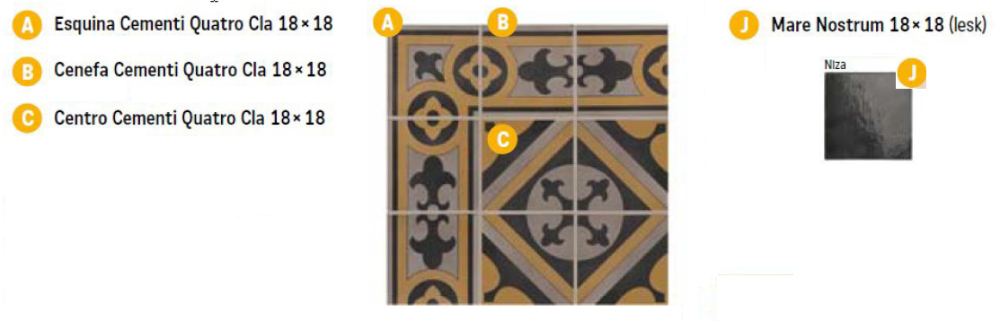 A Esquina Cementi Quatro Cla 18×18
B Cenefa Cementi Quatro Cla 18×18
C Centro Cementi Quatro Cla 18×18
A
B
C
J Mare Nostrum 18×18 (lesk)
Niza
J